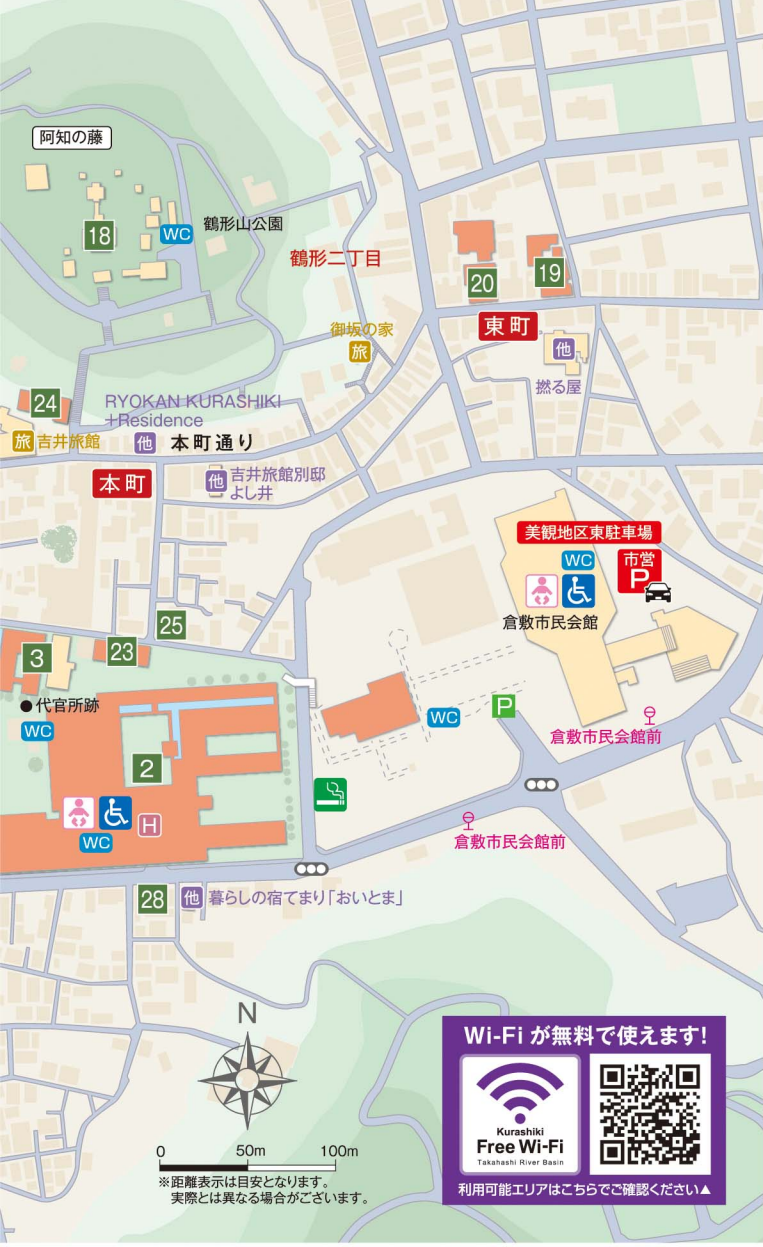 阿知の藤
18
WC
鶴形山公園
鶴形二丁目
20
19
東町
御坂の家
旅
他
撚る屋
24
RYOKAN KURASHIKI
+Residence
旅 吉井旅館
他
本町通り
本町
他
吉井旅館別邸
よし井
美観地区東駐車場
WC
市営
P
倉敷市民会館
25
23
3
●代官所跡
WC
WC
P
倉敷市民会館前
2
H
WC
倉敷市民会館前
28
他 暮らしの宿てまり「おいとま」
N
0 50m 100m
※距離表示は目安となります。
実際とは異なる場合がございます。
Wi-Fi が無料で使えます!
Kurashiki
Free Wi-Fi
Takahashi River Basin
利用可能エリアはこちらでご確認ください▲